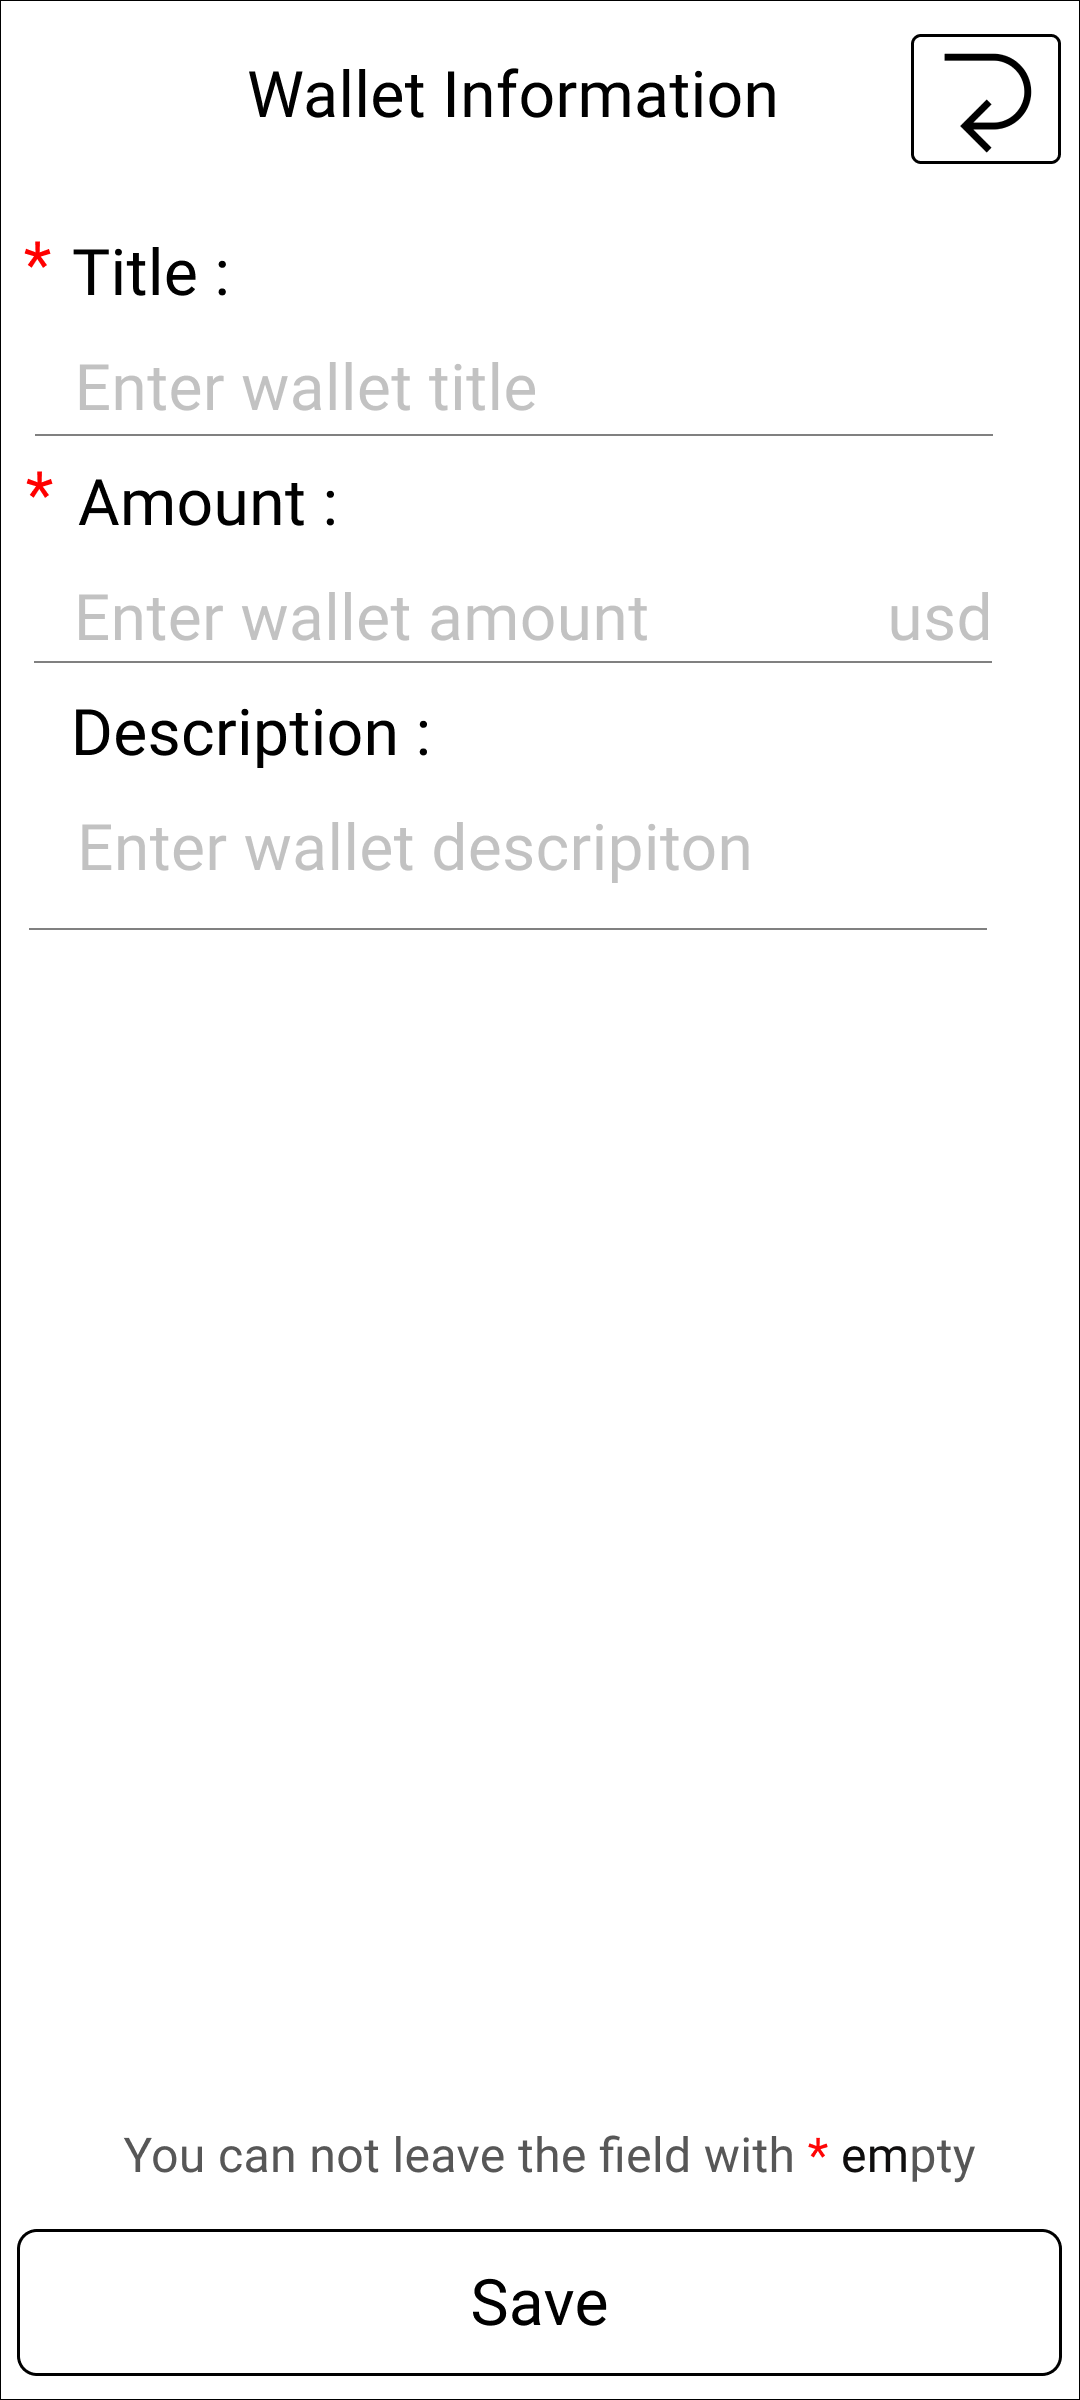 Wallet Information
* Title :
Enter wallet title
* Amount :
Enter wallet amount usd
Description :
Enter wallet descripiton
You can not leave the field with * empty
Save